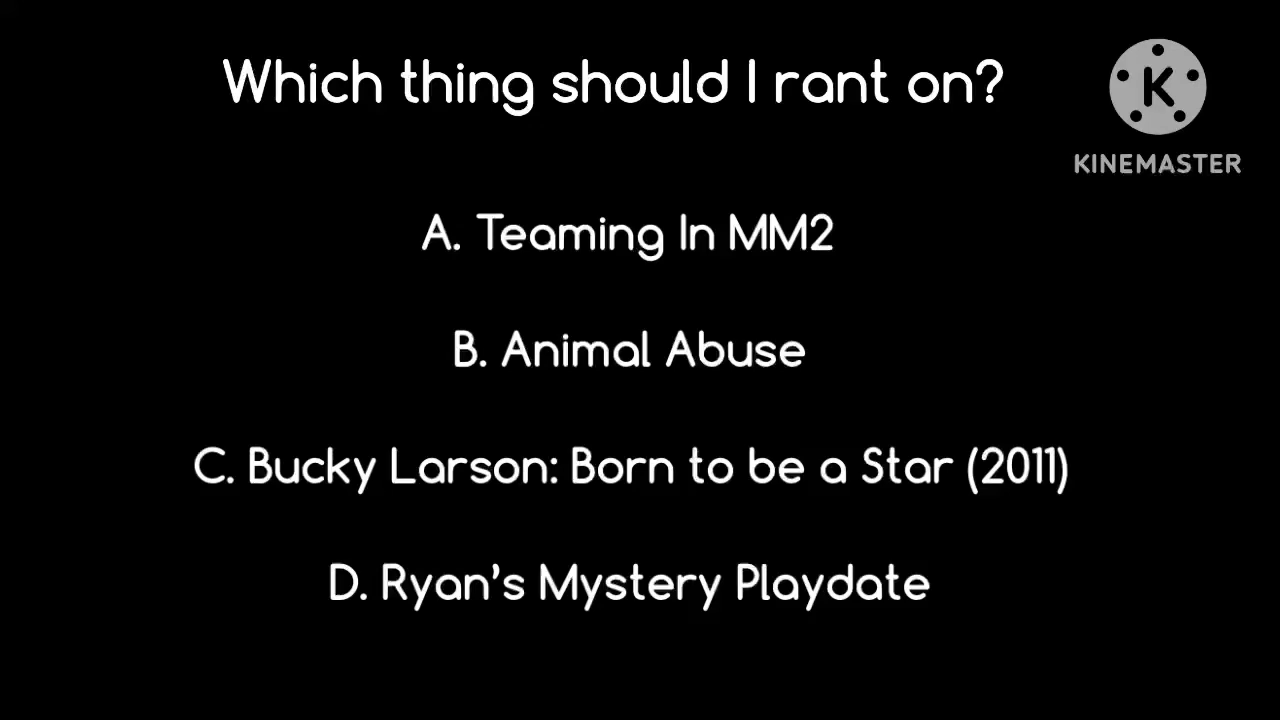 Which thing should I rant on?
K
KINEMASTER
A. Teaming In MM2
B. Animal Abuse
C. Bucky Larson: Born to be a Star (2011)
D. Ryan's Mystery Playdate